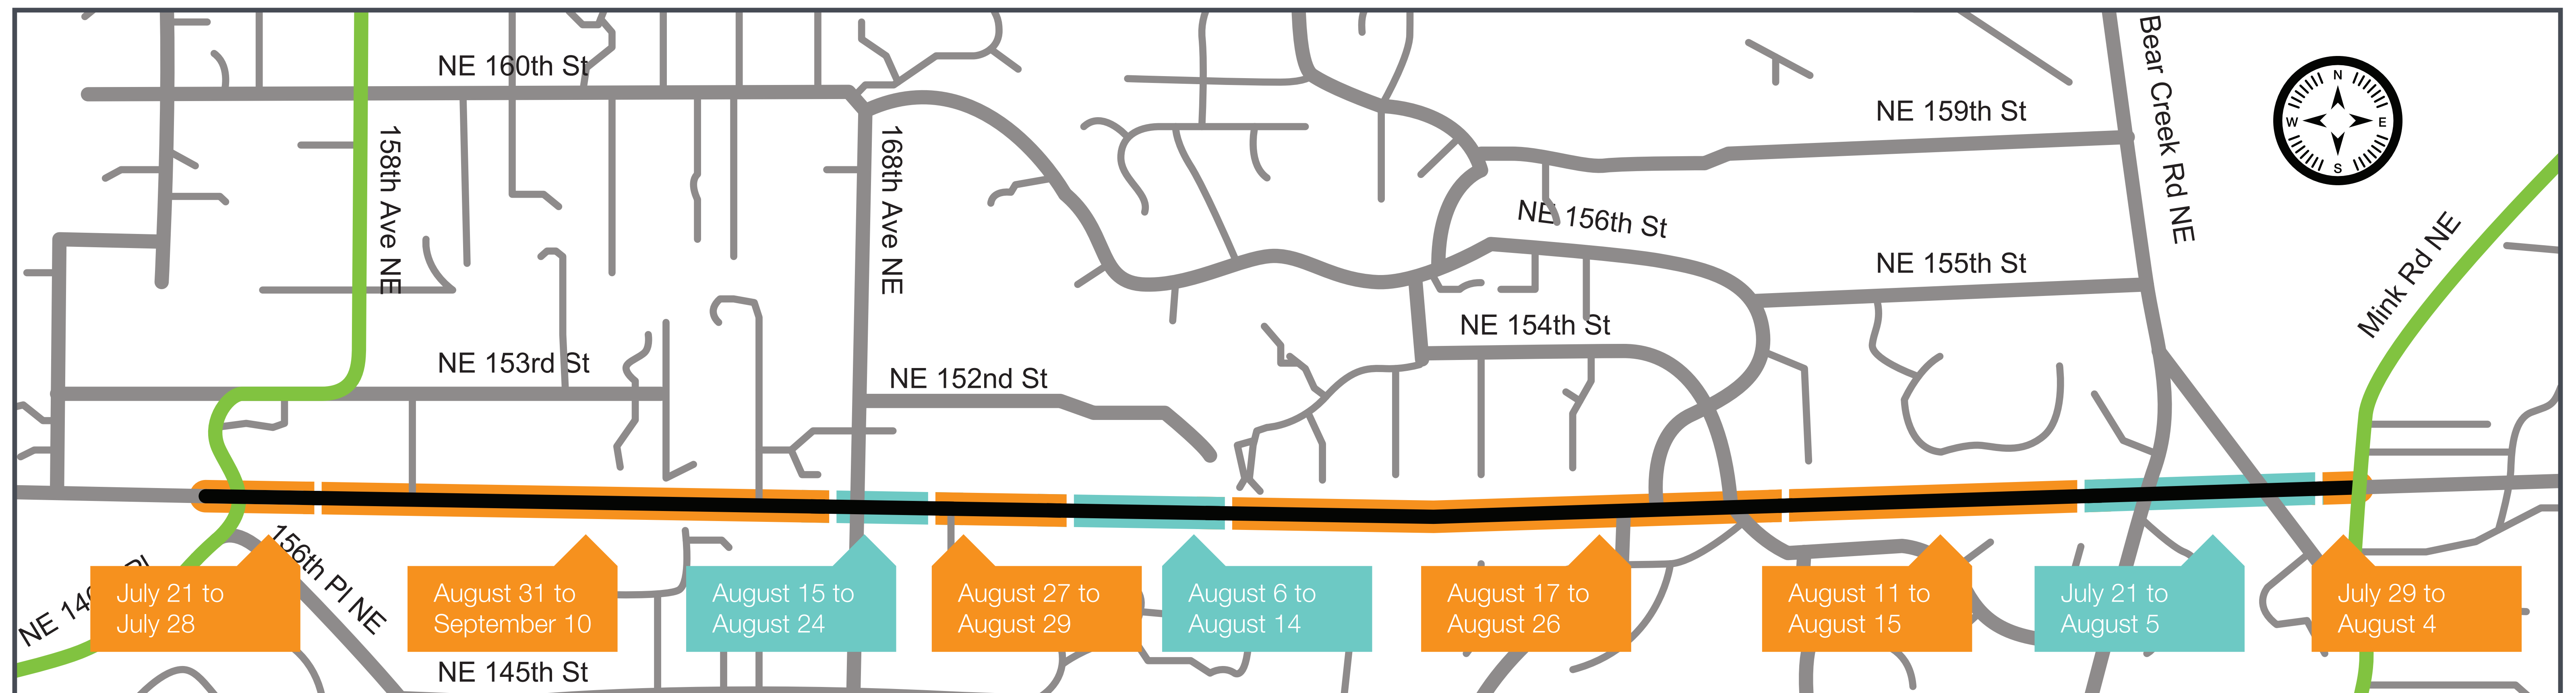 NE 160th St
158th Ave NE
168th Ave NE
NE 159th St
Bear Creek Rd NE
N
W
E
S
NE 156th St
Mink Rd NE
NE 155th St
NE 154th St
NE 153rd St
NE 152nd St
156th Pl NE
NE
July 21 to
July 28
August 31 to
September 10
August 15 to
August 24
August 27 to
August 29
August 6 to
August 14
August 17 to
August 26
August 11 to
August 15
July 21 to
August 5
July 29 to
August 4
NE 145th St